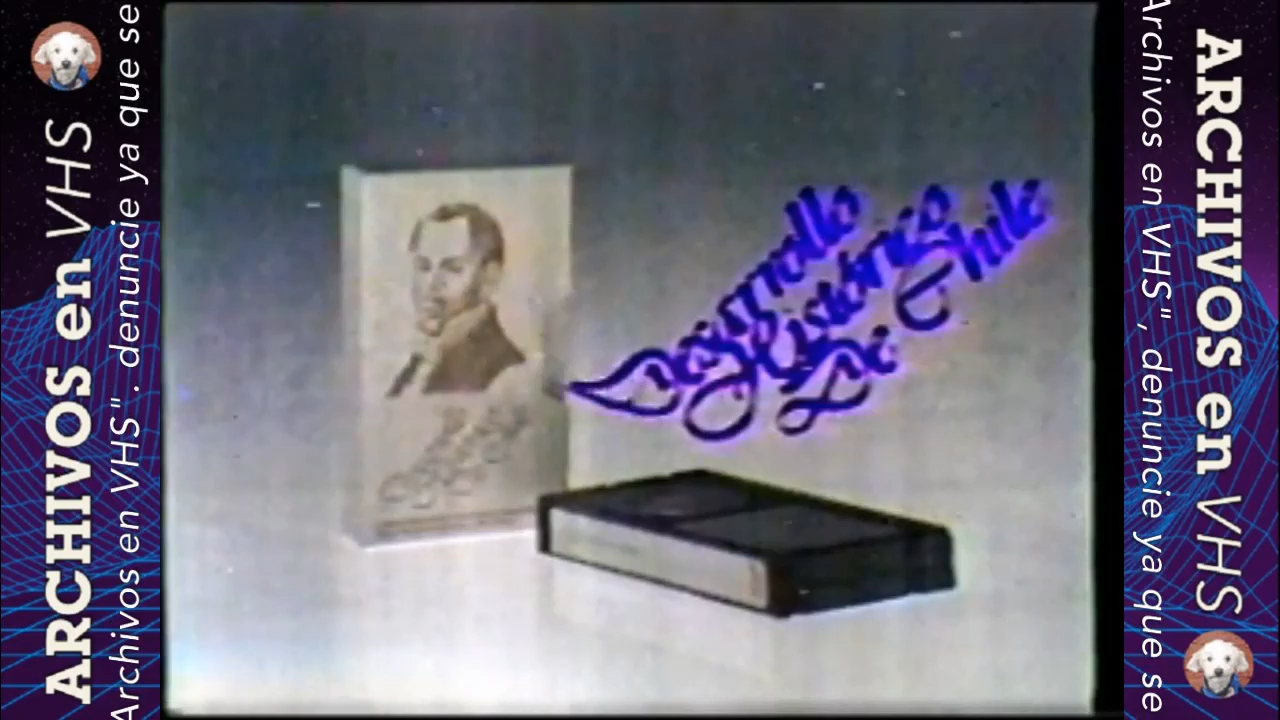 ARCHIVOS en VHS
Archivos en VHS". denuncie ya que se
Desarrollo
Histórico
De Chile
Archivos en VHS", denuncie ya que se
ARCHIVOS en VHS